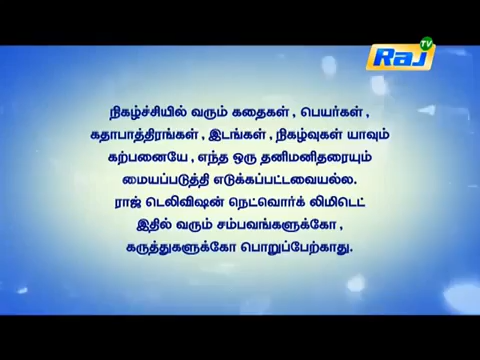 Raj TV
நிகழ்ச்சியில் வரும் கதைகள் , பெயர்கள் ,
கதாபாத்திரங்கள் , இடங்கள் , நிகழ்வுகள் யாவும்
கற்பனையே , எந்த ஒரு தனிமனிதரையும்
மையப்படுத்தி எடுக்கப்பட்டவையல்ல.
ராஜ் டெலிவிஷன் நெட்வொர்க் லிமிடெட்
இதில் வரும் சம்பவங்களுக்கோ ,
கருத்துகளுக்கோ பொறுப்பேற்காது.